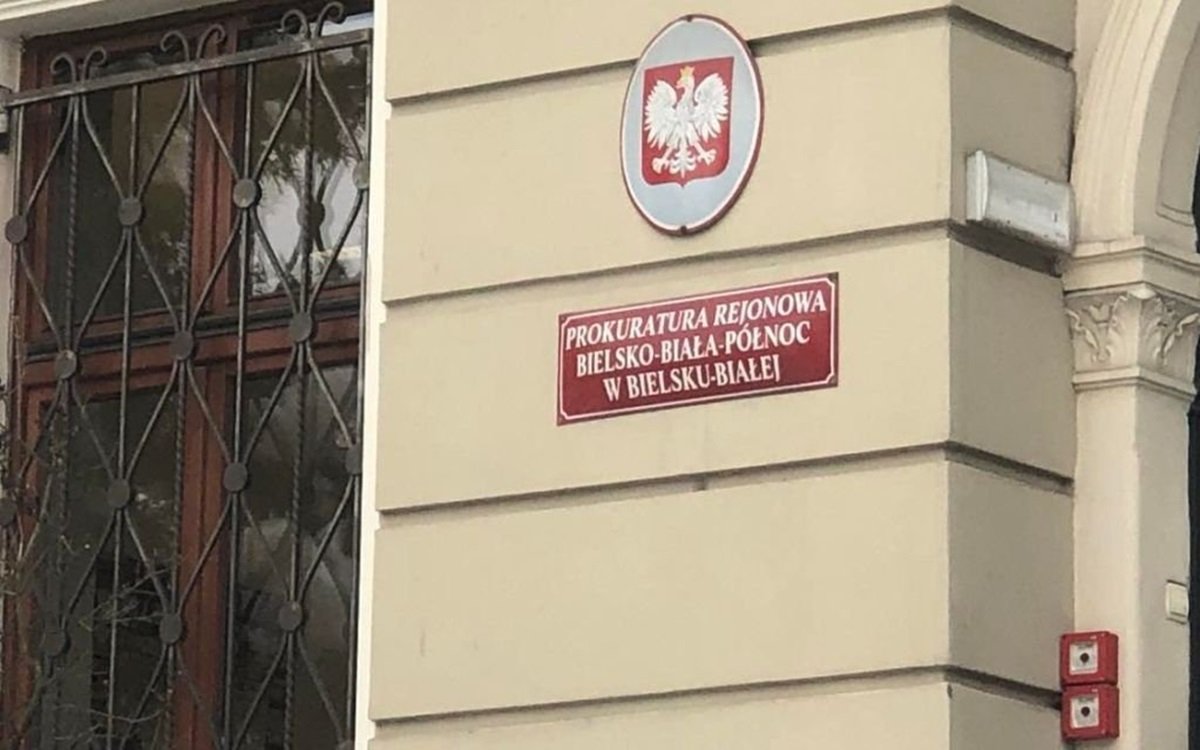 PROKURATURA REJONOWA
BIELSKO-BIAŁA-PÓŁNOC
W BIELSKU-BIAŁEJ